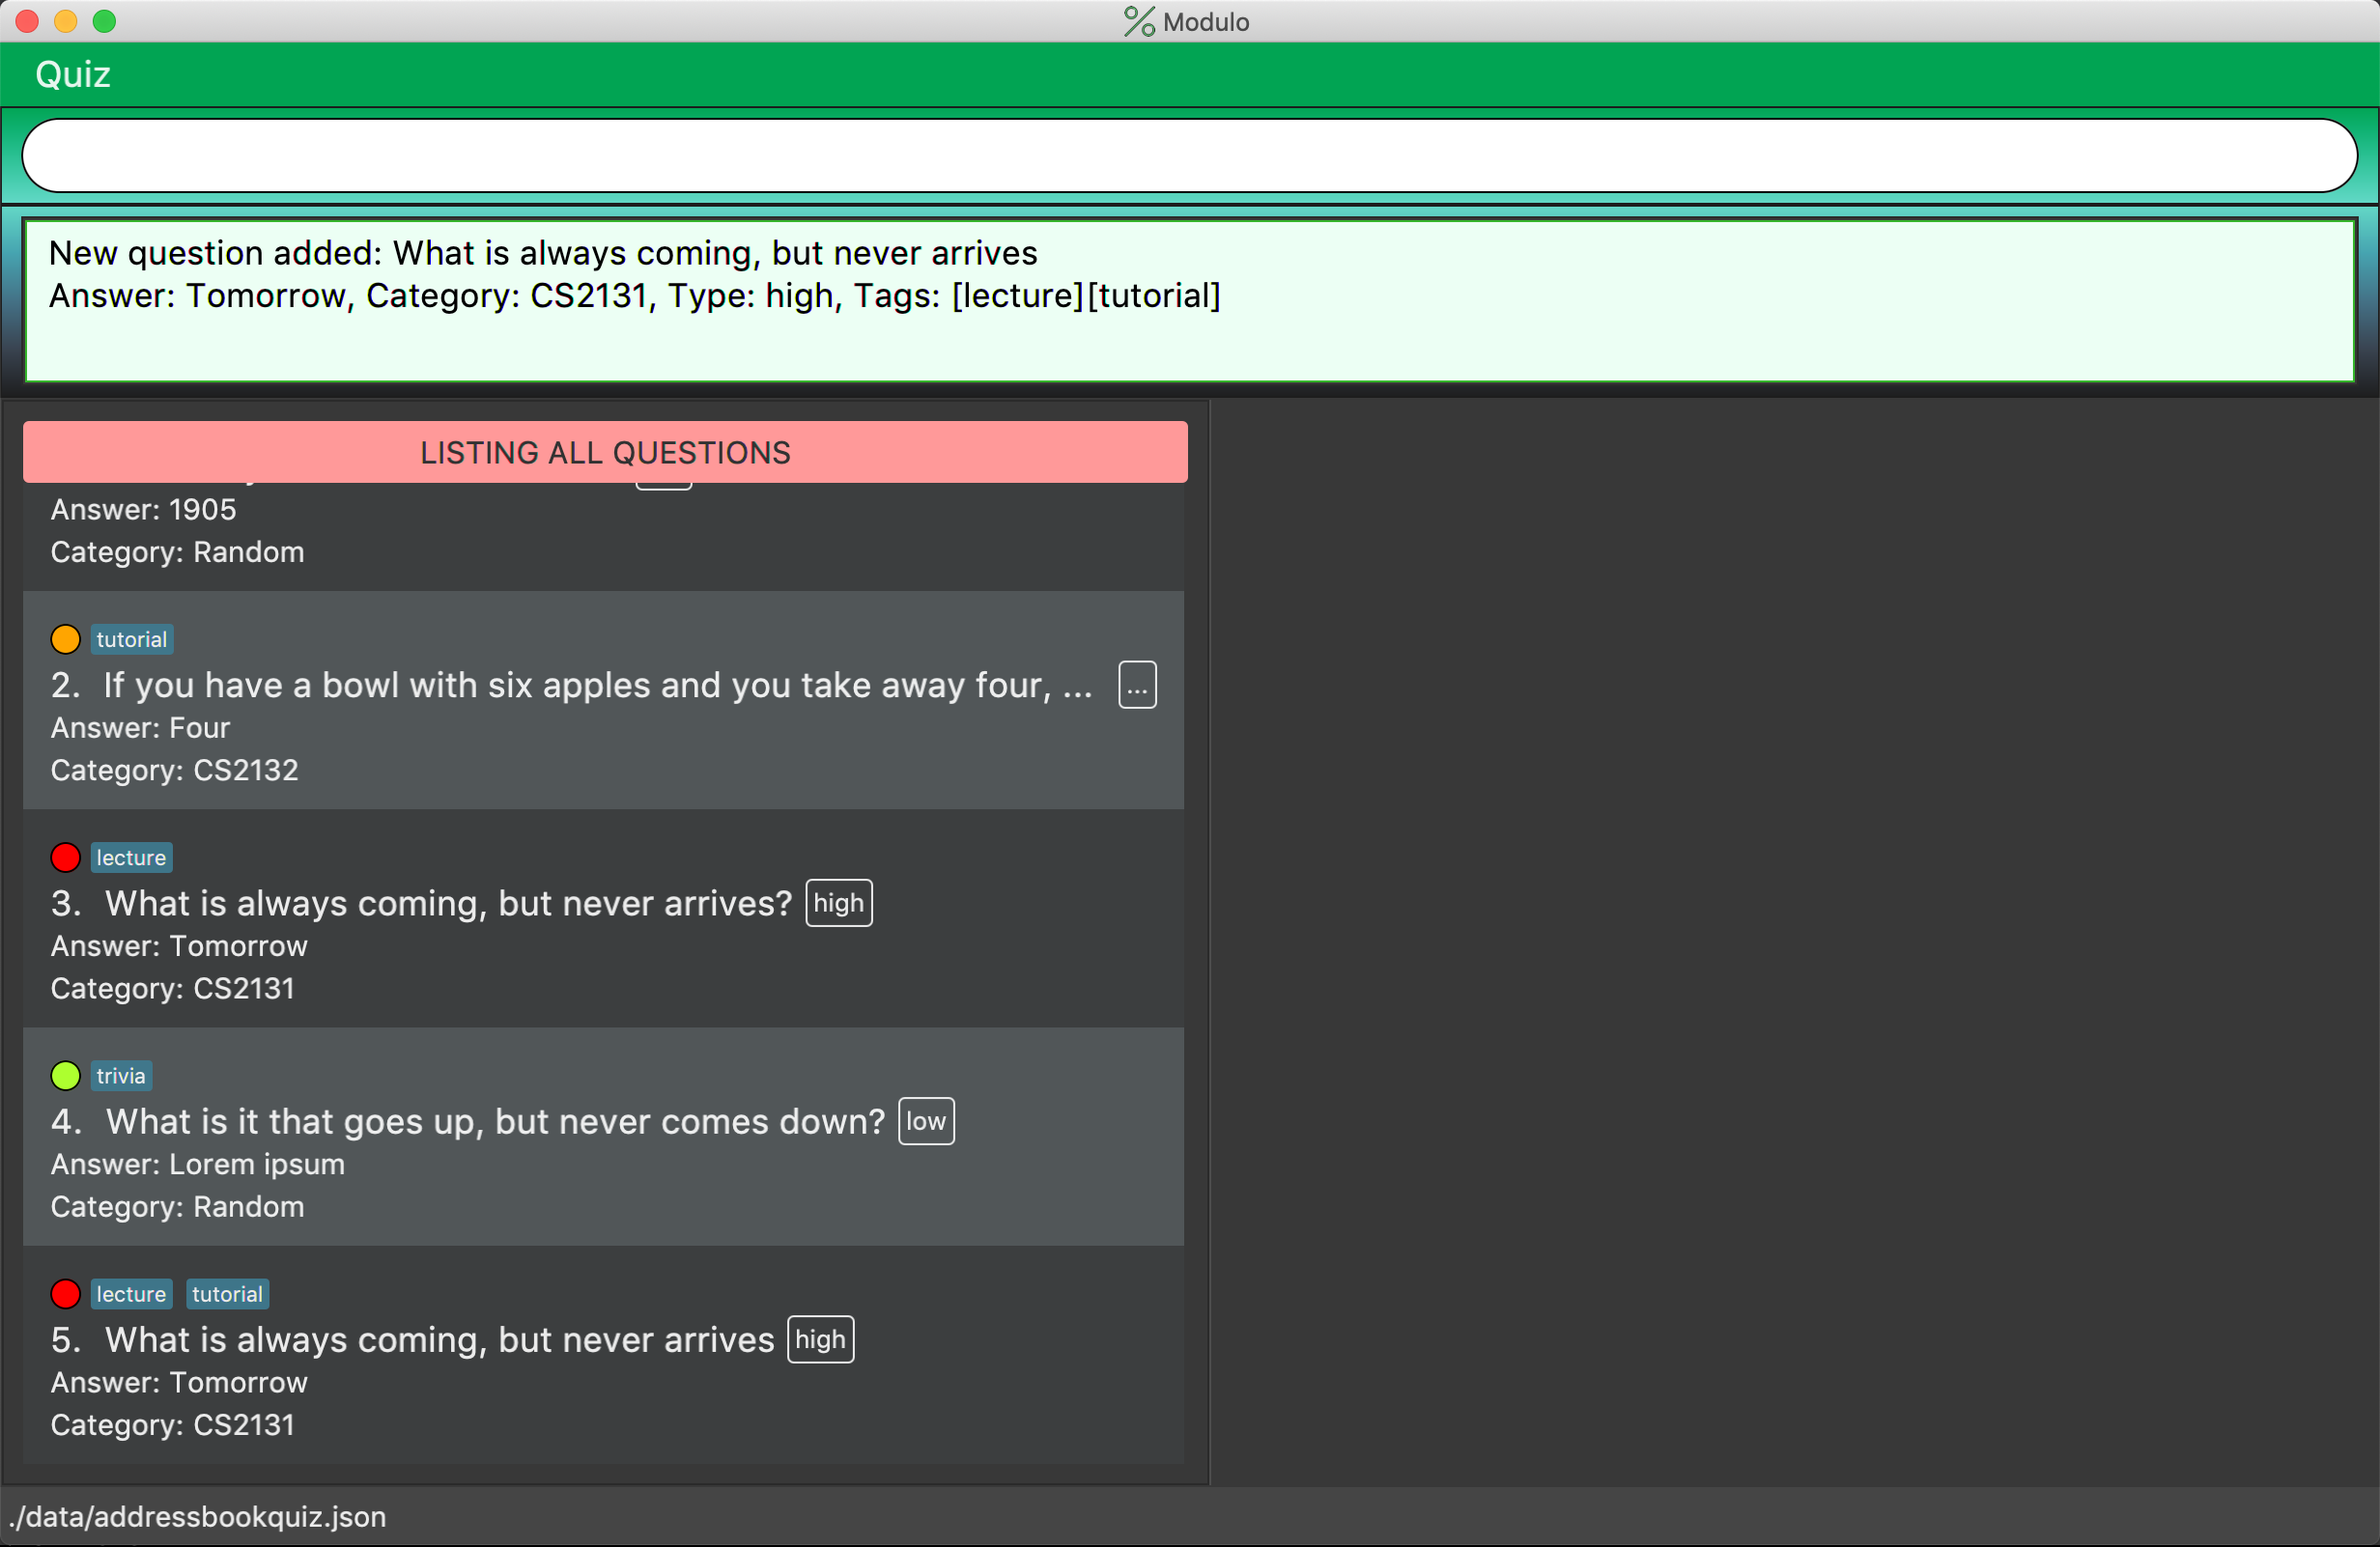 Modulo
Quiz
New question added: What is always coming, but never arrives
Answer: Tomorrow, Category: CS2131, Type: high, Tags: [lecture][tutorial]
LISTING ALL QUESTIONS
Answer: 1905
Category: Random
tutorial
2. If you have a bowl with six apples and you take away four, ... ...
Answer: Four
Category: CS2132
lecture
3. What is always coming, but never arrives? high
Answer: Tomorrow
Category: CS2131
trivia
4. What is it that goes up, but never comes down? low
Answer: Lorem ipsum
Category: Random
lecture tutorial
5. What is always coming, but never arrives high
Answer: Tomorrow
Category: CS2131
./data/addressbookquiz.json